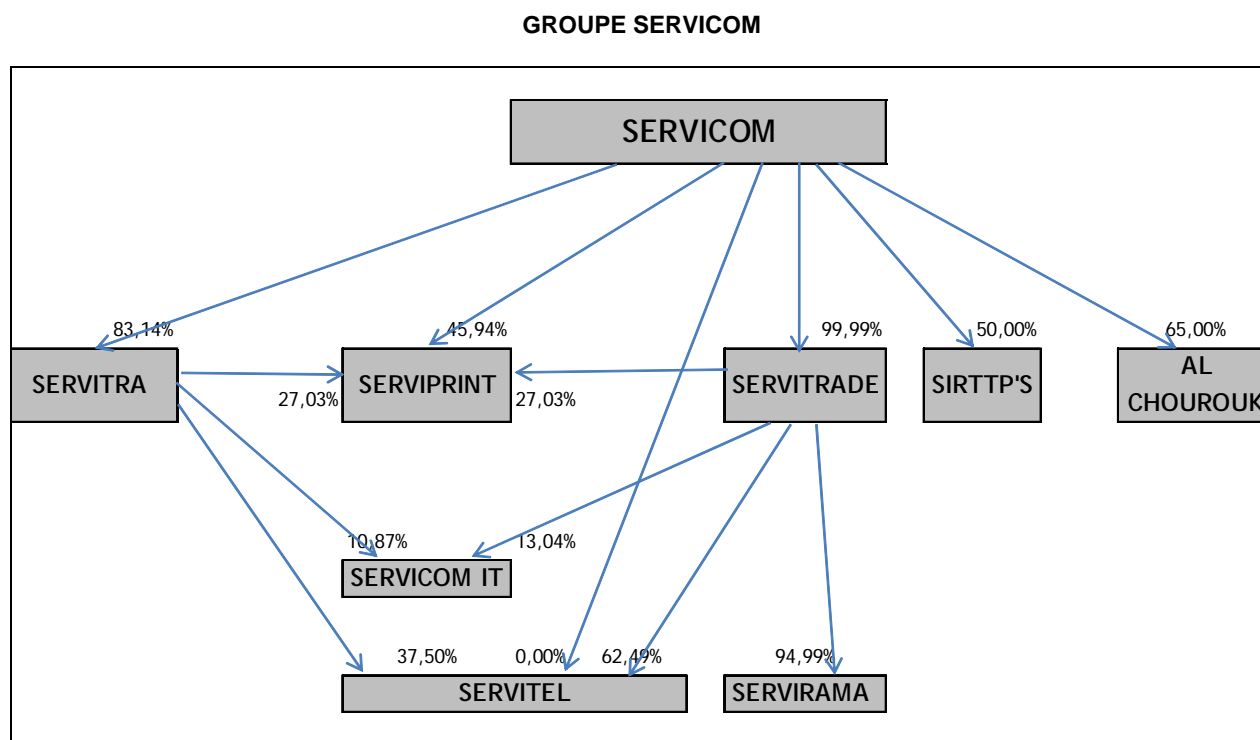 GROUPE SERVICOM
SERVICOM
83,14%
45,94%
99,99%
50,00%
65,00%
SERVITRA
SERVIPRINT
SERVITRADE
SIRTTP'S
AL
CHOUROUK
27,03%
27,03%
10,87%
13,04%
SERVICOM IT
37,50%
0,00%
62,49%
94,99%
SERVITEL
SERVIRAMA